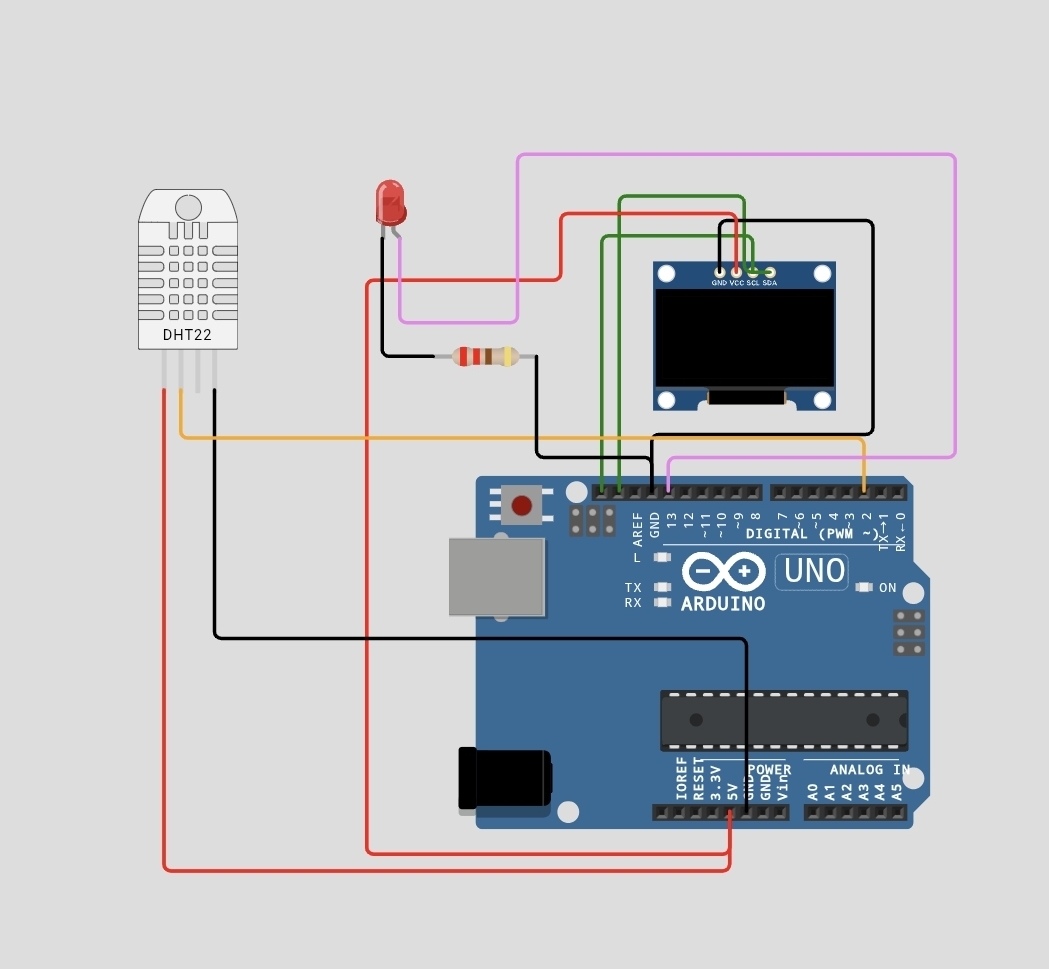 GND VCC SCL SDA
DHT22
AREF
GND
13
12
~11
~10
~9
8
7
~6
~5
4
~3
2
TX→1
RX←0
DIGITAL (PWM ~)
L
TX
RX
UNO
ON
ARDUINO
IOREF
RESET
3.3V
5V
GND
GND
Vin
POWER
ANALOG IN
A0
A1
A2
A3
A4
A5